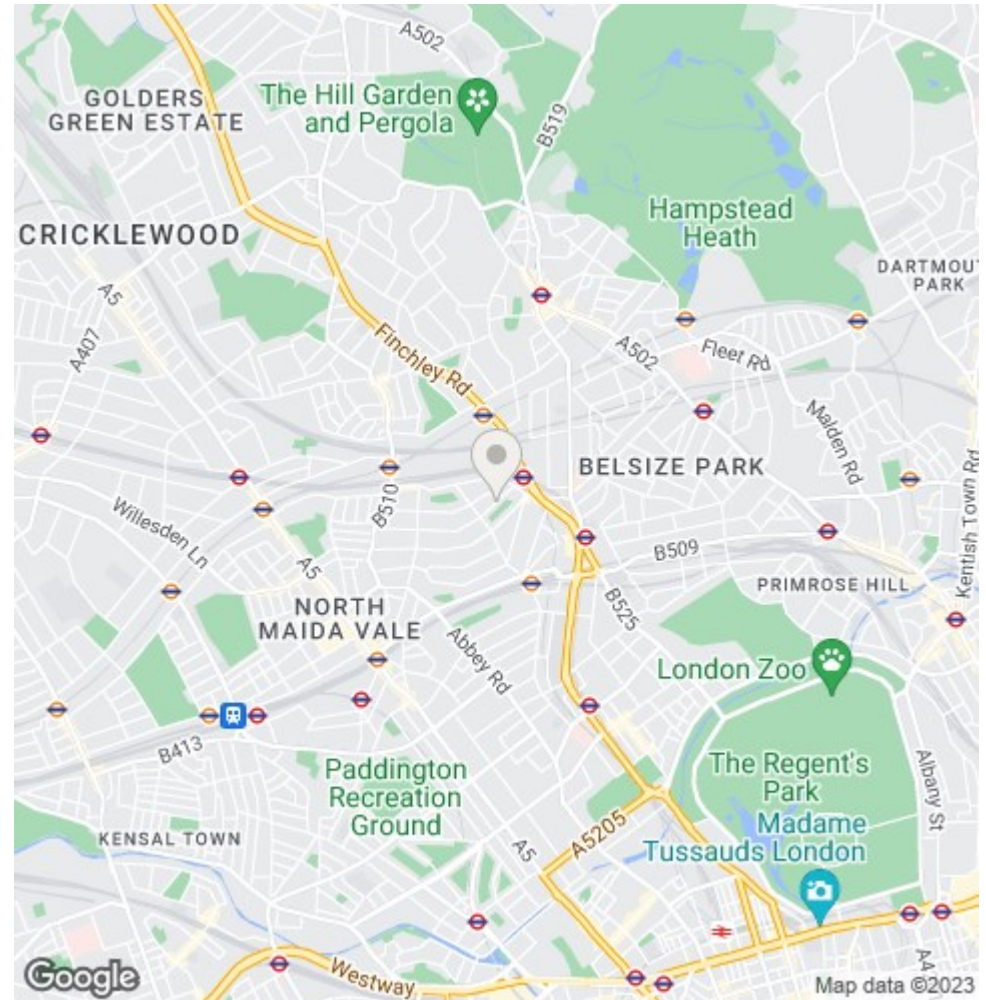 A502
GOLDERS
GREEN ESTATE
The Hill Garden
and Pergola
B519
CRICKLEWOOD
Hampstead
Heath
DARTMOU
PARK
A5
A407
Finchley Rd
A502
Fleet Rd
Malden Rd
BELSIZE PARK
B510
Willesden Ln
Kentish Town Rd
B509
A5
PRIMROSE HILL
NORTH
MAIDA VALE
B525
Abbey Rd
London Zoo
B413
Paddington
Recreation
Ground
The Regent's
Park
Albany St
KENSAL TOWN
Madame
Tussauds London
A5205
A5
Westway
A4
Google
Map data ©2023